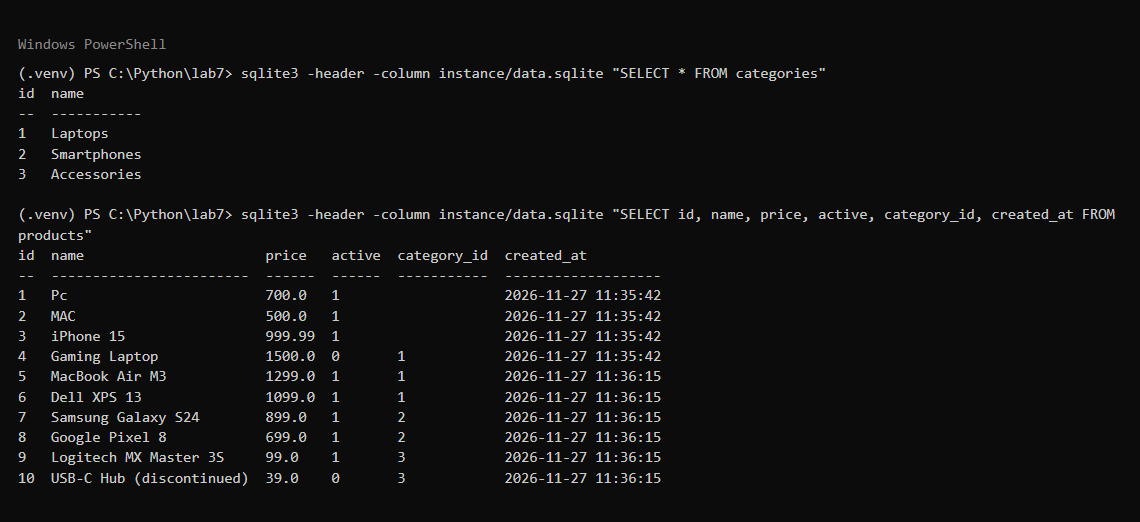 Windows PowerShell
(.venv) PS C:\Python\lab7> sqlite3 -header -column instance/data.sqlite "SELECT * FROM categories"
id  name
--  -----------
1   Laptops
2   Smartphones
3   Accessories
(.venv) PS C:\Python\lab7> sqlite3 -header -column instance/data.sqlite "SELECT id, name, price, active, category_id, created_at FROM
products"
id  name                      price   active  category_id  created_at
--  ------------------------  ------  ------  -----------  -------------------
1   Pc                        700.0   1                    2026-11-27 11:35:42
2   MAC                       500.0   1                    2026-11-27 11:35:42
3   iPhone 15                 999.99  1                    2026-11-27 11:35:42
4   Gaming Laptop             1500.0  0       1            2026-11-27 11:35:42
5   MacBook Air M3            1299.0  1       1            2026-11-27 11:36:15
6   Dell XPS 13               1099.0  1       1            2026-11-27 11:36:15
7   Samsung Galaxy S24        899.0   1       2            2026-11-27 11:36:15
8   Google Pixel 8            699.0   1       2            2026-11-27 11:36:15
9   Logitech MX Master 3S     99.0    1       3            2026-11-27 11:36:15
10  USB-C Hub (discontinued)  39.0    0       3            2026-11-27 11:36:15